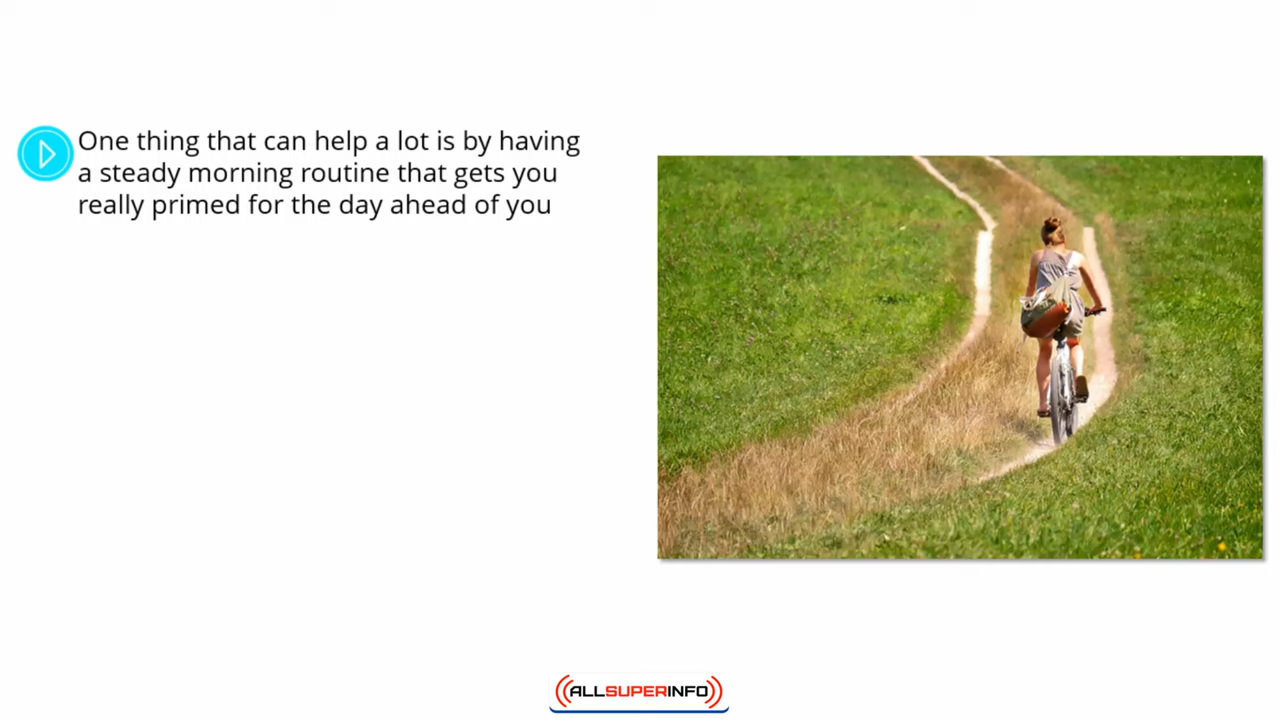 One thing that can help a lot is by having
a steady morning routine that gets you
really primed for the day ahead of you
ALLSUPERINFO